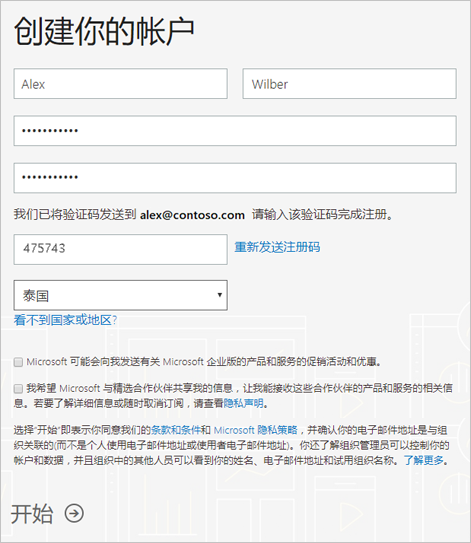 创建你的帐户
Alex Wilber
•••••••••••
•••••••••••
我们已将验证码发送到 alex@contoso.com 请输入该验证码完成注册。
475743 重新发送注册码
泰国
看不到国家或地区?
Microsoft 可能会向我发送有关 Microsoft 企业版的产品和服务的促销活动和优惠。
我希望 Microsoft 与精选合作伙伴共享我的信息，让我能接收这些合作伙伴的产品和服务的相关信
息。若要了解详细信息或随时取消订阅，请查看隐私声明。
选择“开始”即表示你同意我们的条款和条件和 Microsoft 隐私策略，并确认你的电子邮件地址是与组
织关联的(而不是个人使用电子邮件地址或使用者电子邮件地址)。你还了解组织管理员可以控制你的
帐户和数据，并且组织中的其他人员可以看到你的姓名、电子邮件地址和试用组织名称。了解更多。
开始